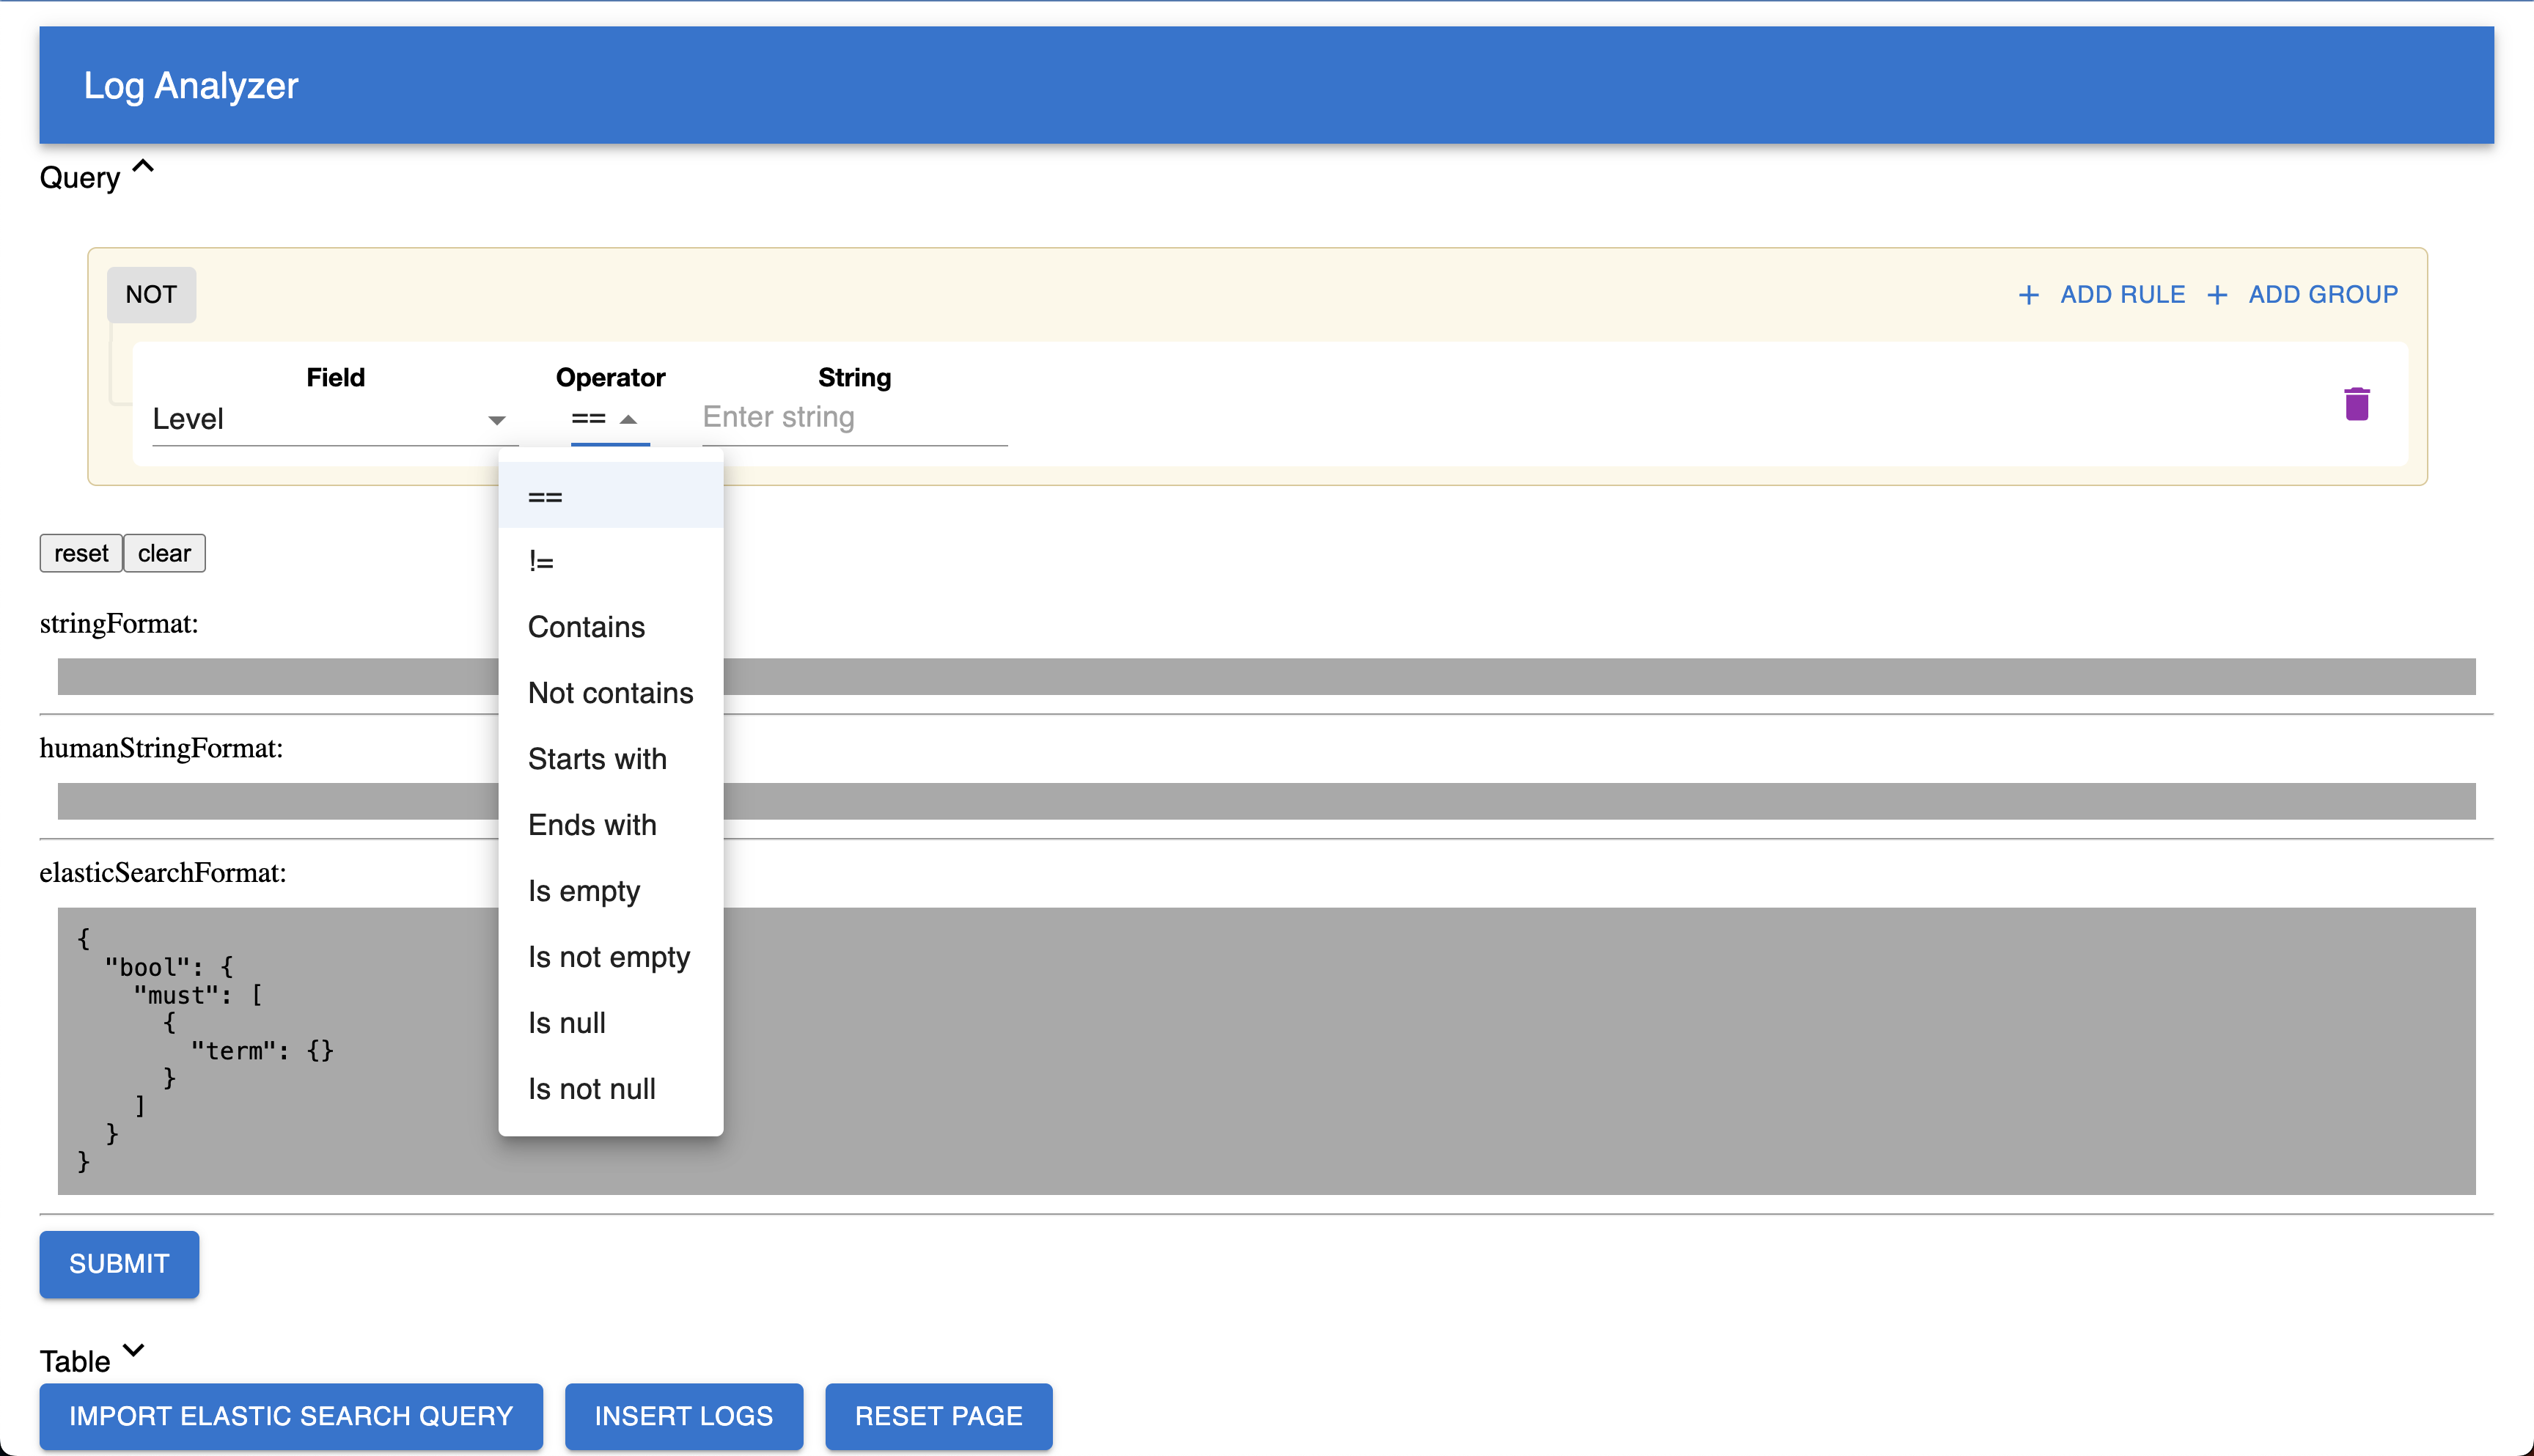 Log Analyzer
Query
NOT
+ ADD RULE + ADD GROUP
Field Operator String
Level == Enter string
==
!=
Contains
Not contains
Starts with
Ends with
Is empty
Is not empty
Is null
Is not null
reset clear
stringFormat:
humanStringFormat:
elasticSearchFormat:
{
  "bool": {
    "must": [
      {
        "term": {}
      }
    ]
  }
}
SUBMIT
Table
IMPORT ELASTIC SEARCH QUERY INSERT LOGS RESET PAGE